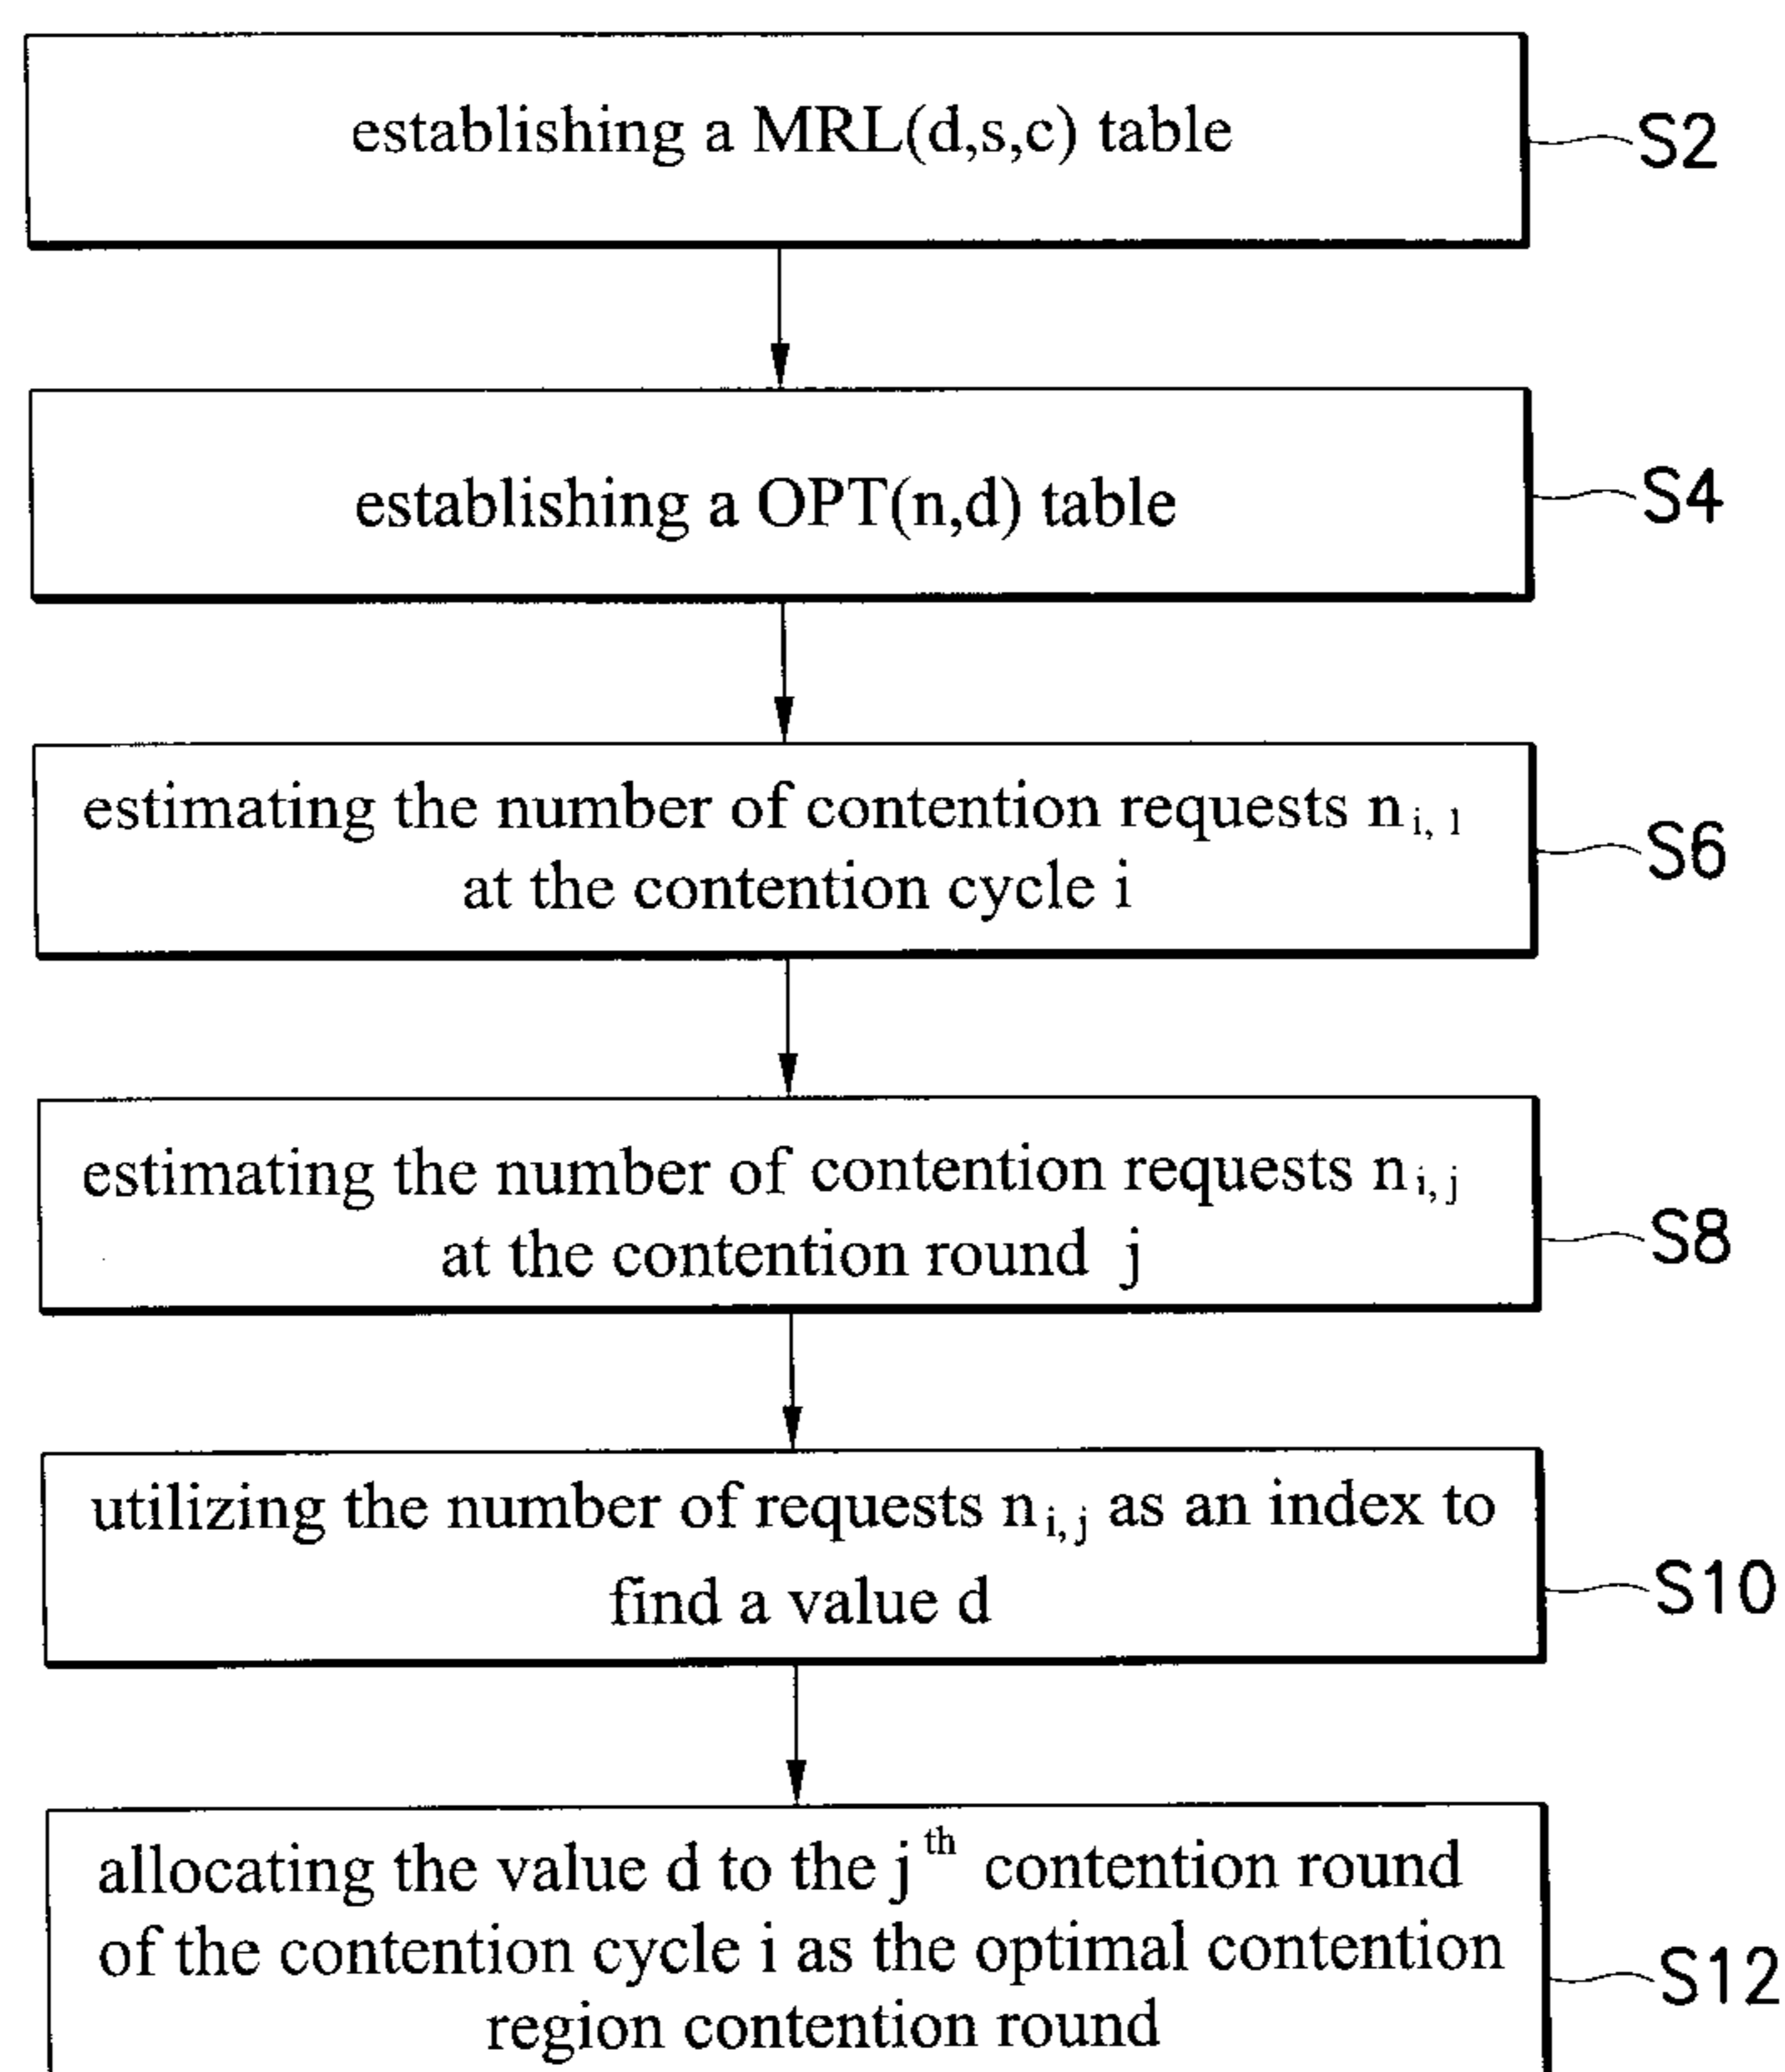 establishing a MRL(d,s,c) table
S2
establishing a OPT(n,d) table
S4
estimating the number of contention requests n i, 1
at the contention cycle i
S6
estimating the number of contention requests n i, j
at the contention round j
S8
utilizing the number of requests n i, j as an index to
find a value d
S10
allocating the value d to the j th contention round
of the contention cycle i as the optimal contention
region contention round
S12